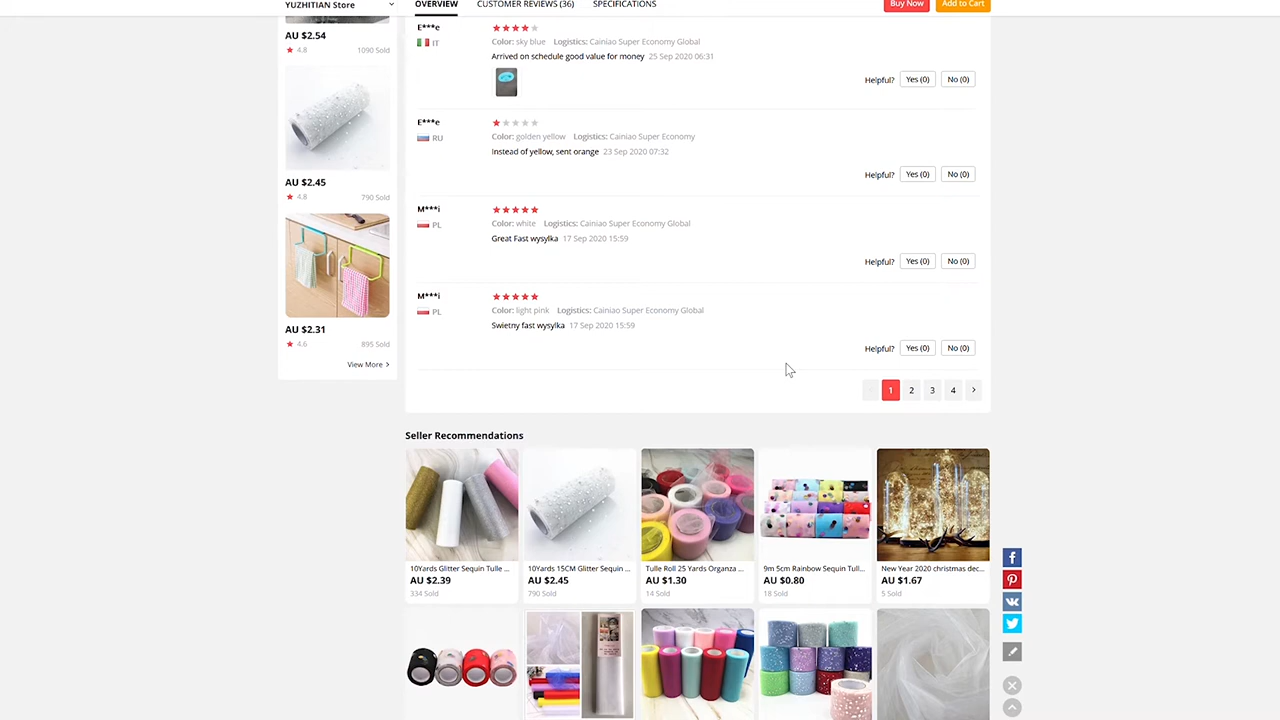 YUZHITIAN Store
OVERVIEW
CUSTOMER REVIEWS (36)
SPECIFICATIONS
Buy Now
Add to Cart
AU $2.54
4.8
1090 Sold
AU $2.45
4.8
790 Sold
AU $2.31
4.6
895 Sold
View More
E***e
IT
Color: sky blue Logistics: Cainiao Super Economy Global
Arrived on schedule good value for money 25 Sep 2020 06:31
Helpful? Yes (0) No (0)
E***e
RU
Color: golden yellow Logistics: Cainiao Super Economy
Instead of yellow, sent orange 23 Sep 2020 07:32
Helpful? Yes (0) No (0)
M***i
PL
Color: white Logistics: Cainiao Super Economy Global
Great Fast wysylka 17 Sep 2020 15:59
Helpful? Yes (0) No (0)
M***i
PL
Color: light pink Logistics: Cainiao Super Economy Global
Swietny fast wysylka 17 Sep 2020 15:59
Helpful? Yes (0) No (0)
1 2 3 4
Seller Recommendations
10Yards Glitter Sequin Tulle ...
AU $2.39
334 Sold
10Yards 15CM Glitter Sequin ...
AU $2.45
790 Sold
Tulle Roll 25 Yards Organza ...
AU $1.30
14 Sold
9m 5cm Rainbow Sequin Tull...
AU $0.80
18 Sold
New Year 2020 christmas dec...
AU $1.67
5 Sold